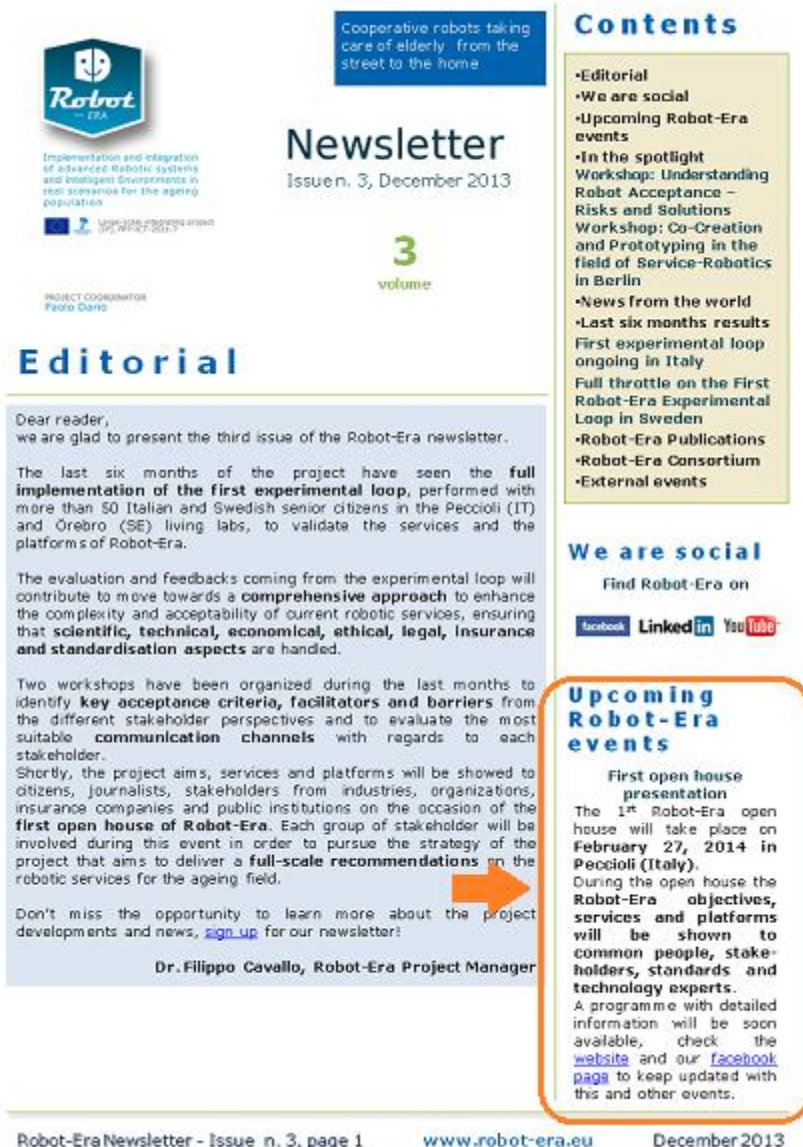 Cooperative robots taking
care of elderly from the
street to the home
Robot
ERA
Implementation and integration
of advanced Robotic systems
and intelligent Environments in
real scenarios for the ageing
population
Large-scale integrating project
PROJECT COORDINATOR
Paolo Dario
Newsletter
Issue n. 3, December 2013
3
volume
Editorial
Dear reader,
we are glad to present the third issue of the Robot-Era newsletter.
The last six months of the project have seen the full
implementation of the first experimental loop, performed with
more than 50 Italian and Swedish senior citizens in the Peccioli (IT)
and Örebro (SE) living labs, to validate the services and the
platforms of Robot-Era.
The evaluation and feedbacks coming from the experimental loop will
contribute to move towards a comprehensive approach to enhance
the complexity and acceptability of current robotic services, ensuring
that scientific, technical, economical, ethical, legal, insurance
and standardisation aspects are handled.
Two workshops have been organized during the last months to
identify key acceptance criteria, facilitators and barriers from
the different stakeholder perspectives and to evaluate the most
suitable communication channels with regards to each
stakeholder.
Shortly, the project aims, services and platforms will be showed to
citizens, journalists, stakeholders from industries, organizations,
insurance companies and public institutions on the occasion of the
first open house of Robot-Era. Each group of stakeholder will be
involved during this event in order to pursue the strategy of the
project that aims to deliver a full-scale recommendations on the
robotic services for the ageing field.
Don't miss the opportunity to learn more about the project
developments and news, sign up for our newsletter!
Dr. Filippo Cavallo, Robot-Era Project Manager
Contents
•Editorial
•We are social
•Upcoming Robot-Era
events
•In the spotlight
Workshop: Understanding
Robot Acceptance –
Risks and Solutions
Workshop: Co-Creation
and Prototyping in the
field of Service-Robotics
in Berlin
•News from the world
•Last six months results
First experimental loop
ongoing in Italy
Full throttle on the First
Robot-Era Experimental
Loop in Sweden
•Robot-Era Publications
•Robot-Era Consortium
•External events
We are social
Find Robot-Era on
facebook Linked in YouTube
Upcoming
Robot-Era
events
First open house
presentation
The 1st Robot-Era open
house will take place on
February 27, 2014 in
Peccioli (Italy).
During the open house the
Robot-Era objectives,
services and platforms
will be shown to
common people, stake-
holders, standards and
technology experts.
A programme with detailed
information will be soon
available, check the
website and our facebook
page to keep updated with
this and other events.
Robot-Era Newsletter - Issue n. 3, page 1 www.robot-era.eu December 2013